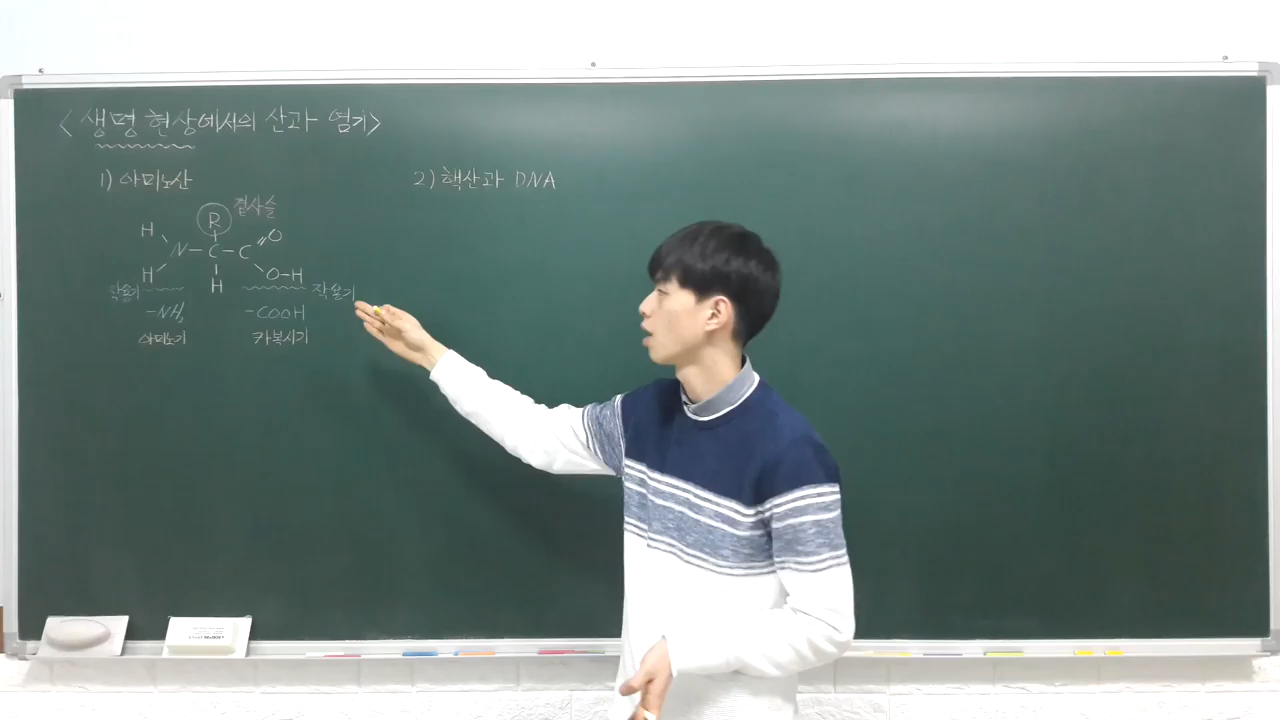 <생명 현상에서의 산과 염기>
1) 아미노산
2) 핵산과 DNA
R 곁사슬
H O
N-C-C
H O-H
H
작용기 작용기
-NH₂ -COOH
아미노기 카복시기